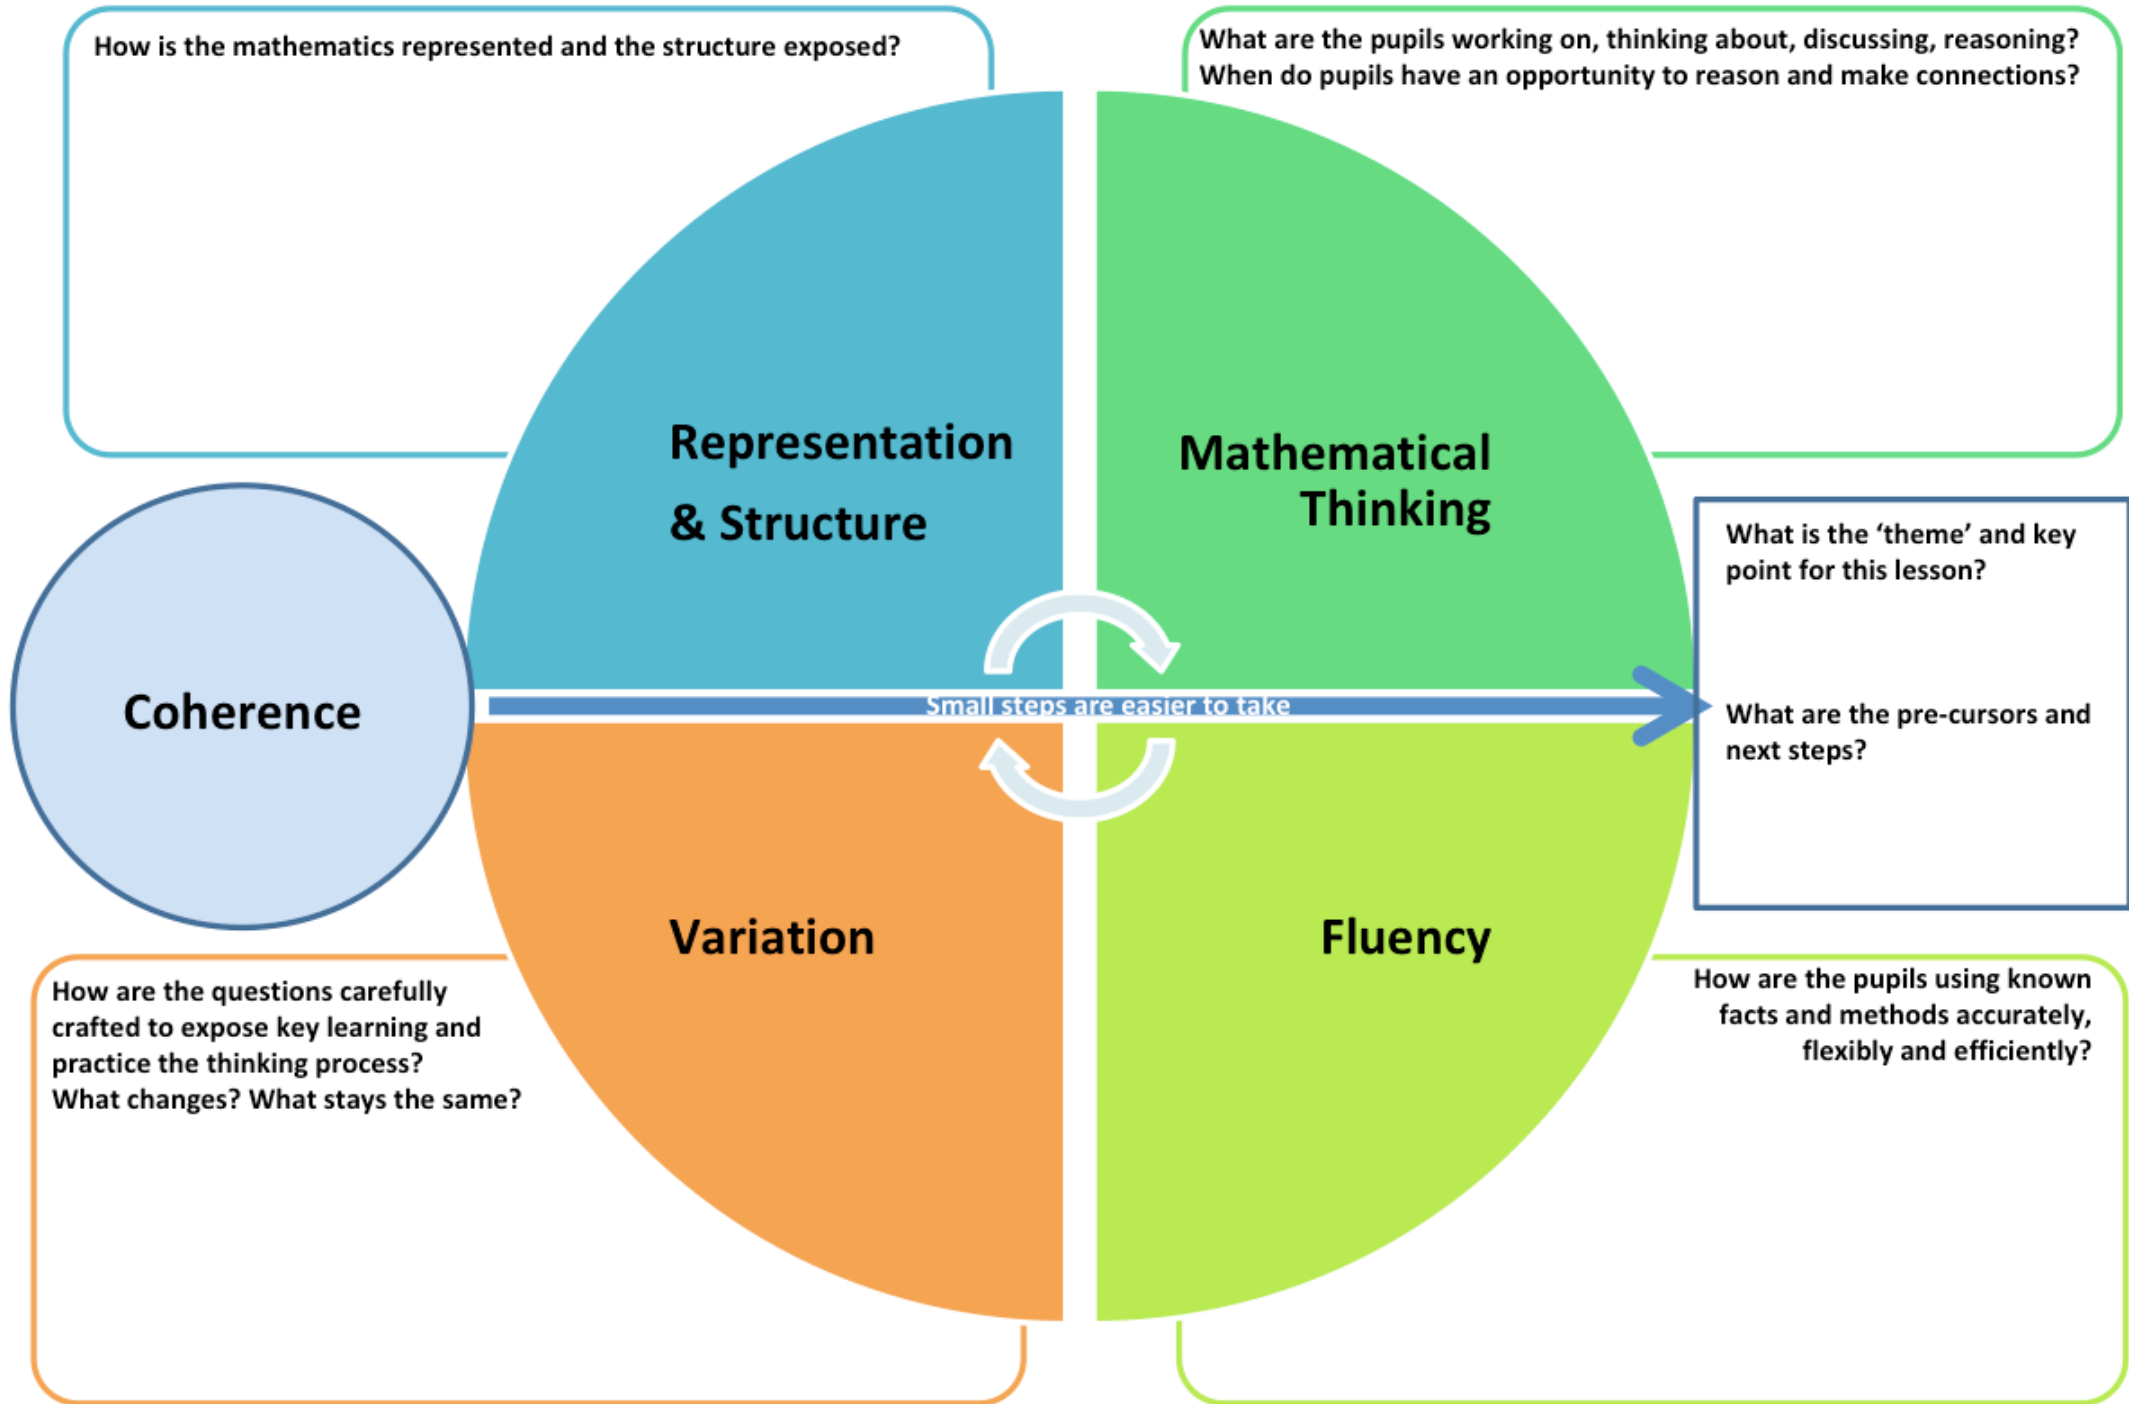 How is the mathematics represented and the structure exposed?
What are the pupils working on, thinking about, discussing, reasoning?
When do pupils have an opportunity to reason and make connections?
Representation
& Structure
Mathematical
Thinking
What is the ‘theme’ and key
point for this lesson?
Coherence
Small steps are easier to take
What are the pre-cursors and
next steps?
Variation
Fluency
How are the questions carefully
crafted to expose key learning and
practice the thinking process?
What changes? What stays the same?
How are the pupils using known
facts and methods accurately,
flexibly and efficiently?